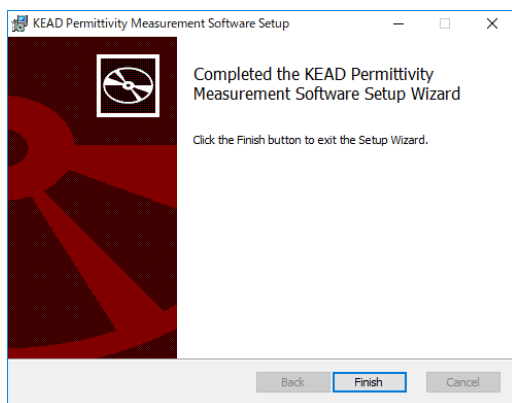 KEAD Permittivity Measurement Software Setup
Completed the KEAD Permittivity
Measurement Software Setup Wizard
Click the Finish button to exit the Setup Wizard.
Back Finish Cancel